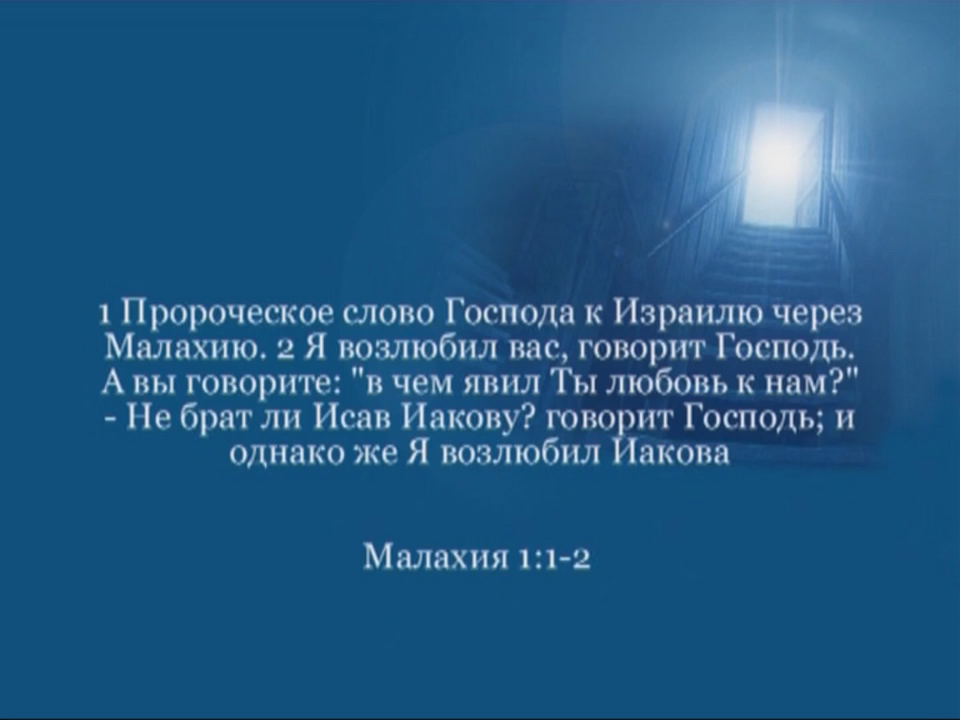 1 Пророческое слово Господа к Израилю через
Малахию. 2 Я возлюбил вас, говорит Господь.
А вы говорите: "в чем явил Ты любовь к нам?"
- Не брат ли Исав Иакову? говорит Господь; и
однако же Я возлюбил Иакова
Малахия 1:1-2